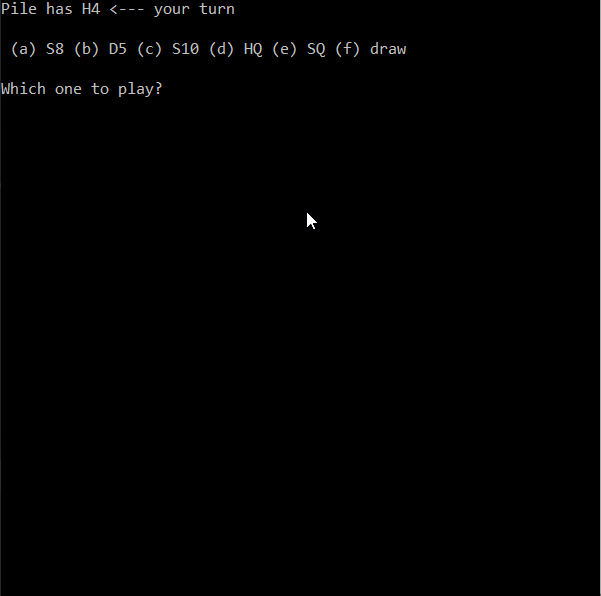 Pile has H4 <--- your turn
(a) S8 (b) D5 (c) S10 (d) HQ (e) SQ (f) draw
Which one to play?